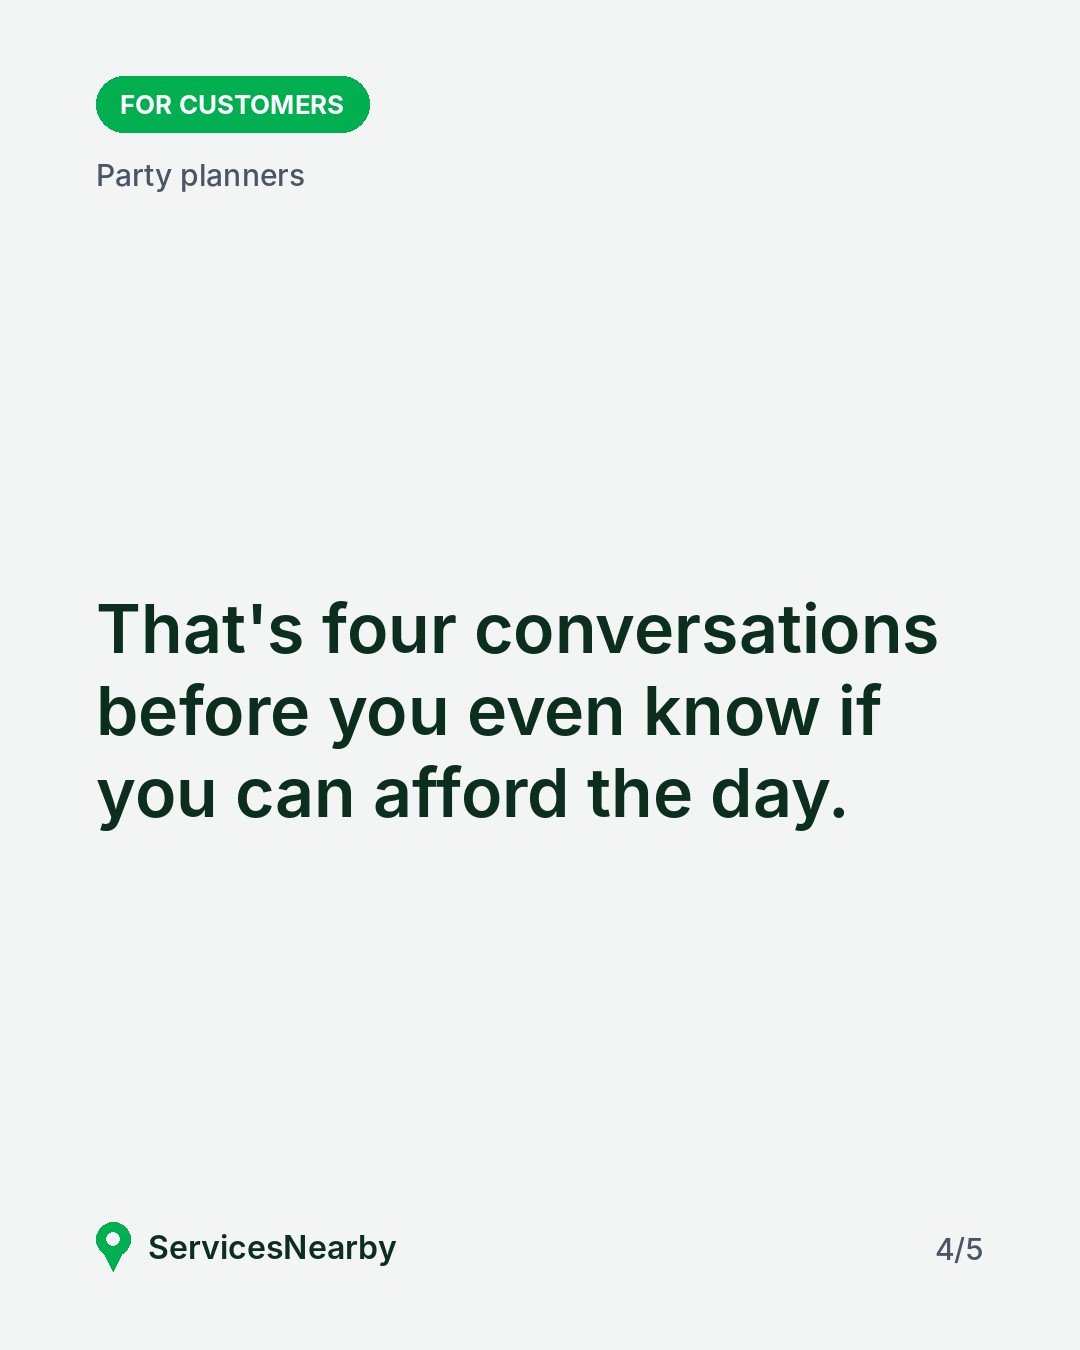 FOR CUSTOMERS
Party planners
That's four conversations
before you even know if
you can afford the day.
ServicesNearby
4/5